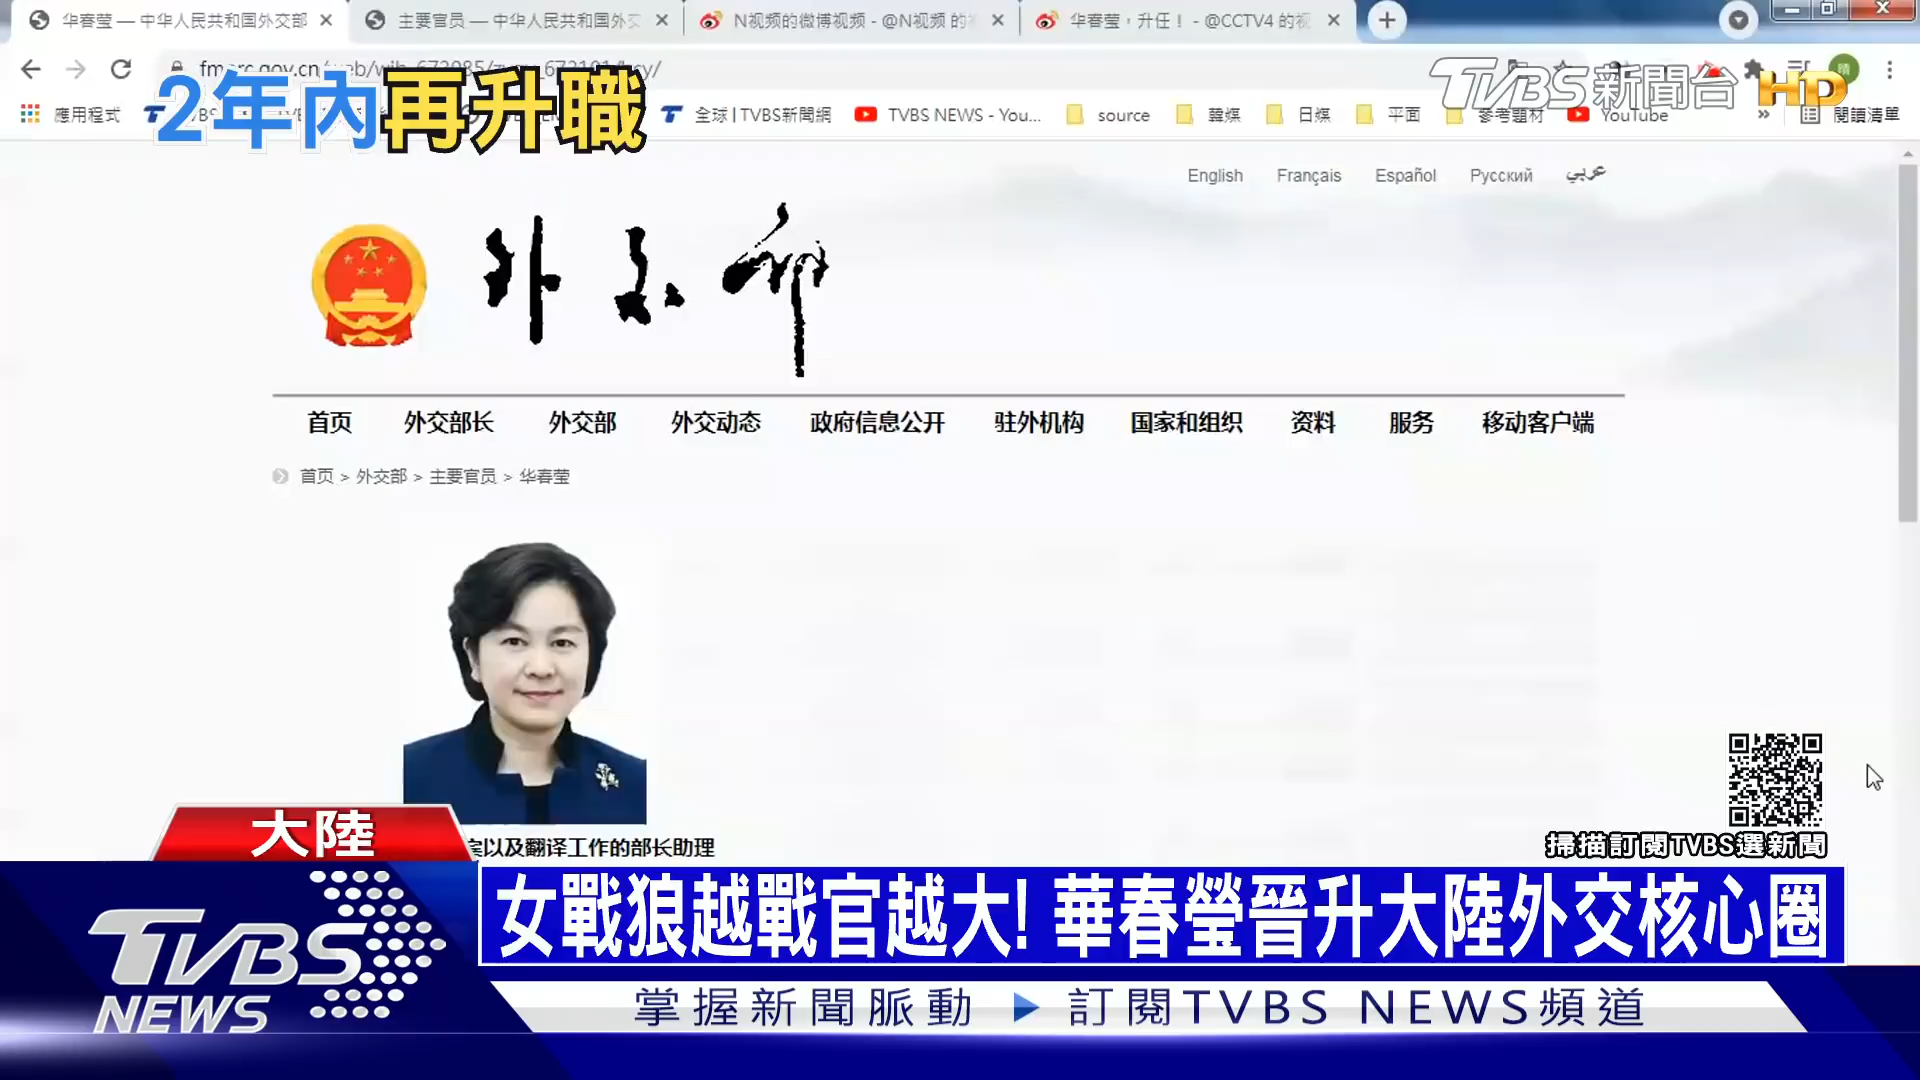 华春莹 — 中华人民共和国外交部
主要官员 — 中华人民共和国外交
N视频的微博视频 - @N视频 的
华春莹，升任！ - @CCTV4 的视
應用程式
全球 | TVBS新聞網
TVBS NEWS - You...
source
韓媒
日媒
平面
參考題材
YouTube
»
閱讀清單
2年內再升職
TVBS新聞台
HD
English
Français
Español
Русский
عربي
外交部
首页
外交部长
外交部
外交动态
政府信息公开
驻外机构
国家和组织
资料
服务
移动客户端
首页 > 外交部 > 主要官员 > 华春莹
以及翻译工作的部长助理
掃描訂閱TVBS選新聞
大陸
女戰狼越戰官越大! 華春瑩晉升大陸外交核心圈
TVBS
NEWS
掌握新聞脈動 ▶ 訂閱TVBS NEWS頻道